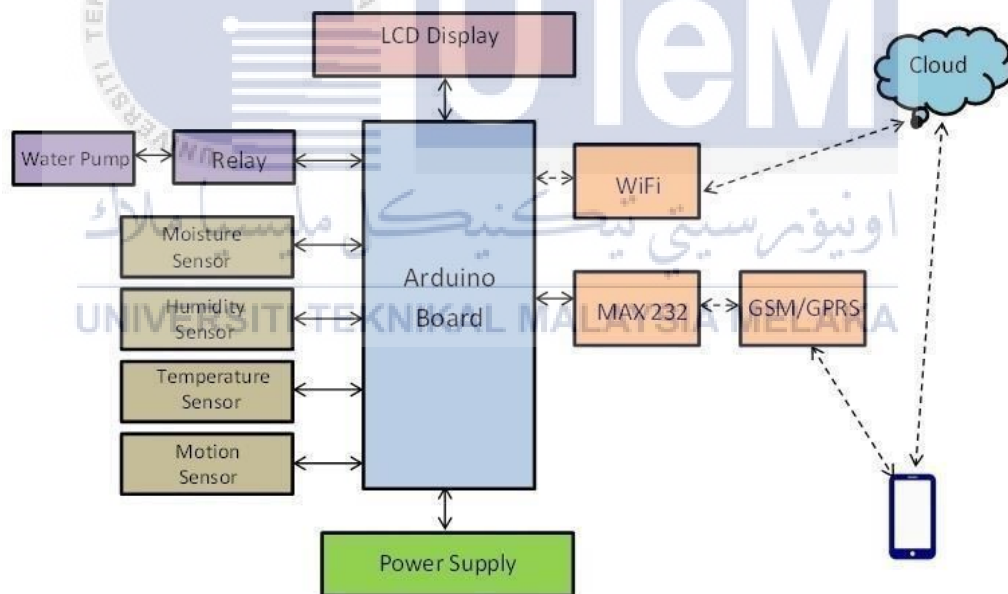 LCD Display
UTeM
Cloud
Water Pump
Relay
WiFi
اونيۏرسيتي تيكنيكل مليسيا ملاك
Moisture
Sensor
Arduino
Board
Humidity
Sensor
MAX 232
GSM/GPRS
UNIVERSITI TEKNIKAL MALAYSIA MELAKA
Temperature
Sensor
Motion
Sensor
Power Supply